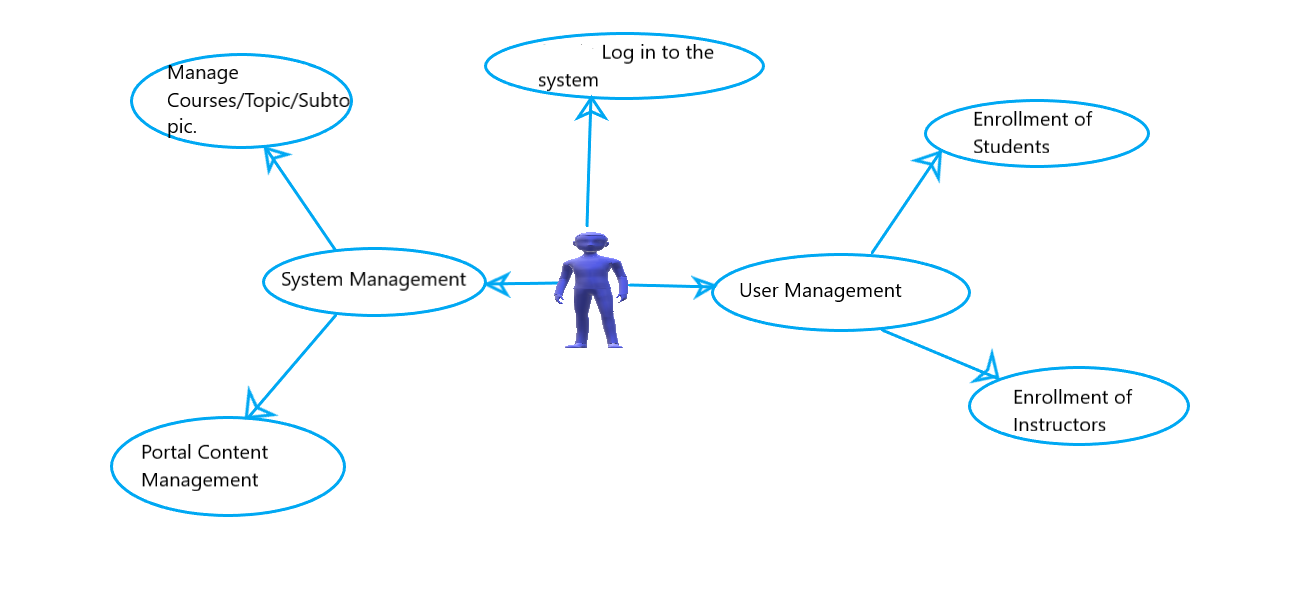 Log in to the
system
Manage
Courses/Topic/Subto
pic.
Enrollment of
Students
System Management
User Management
Enrollment of
Instructors
Portal Content
Management